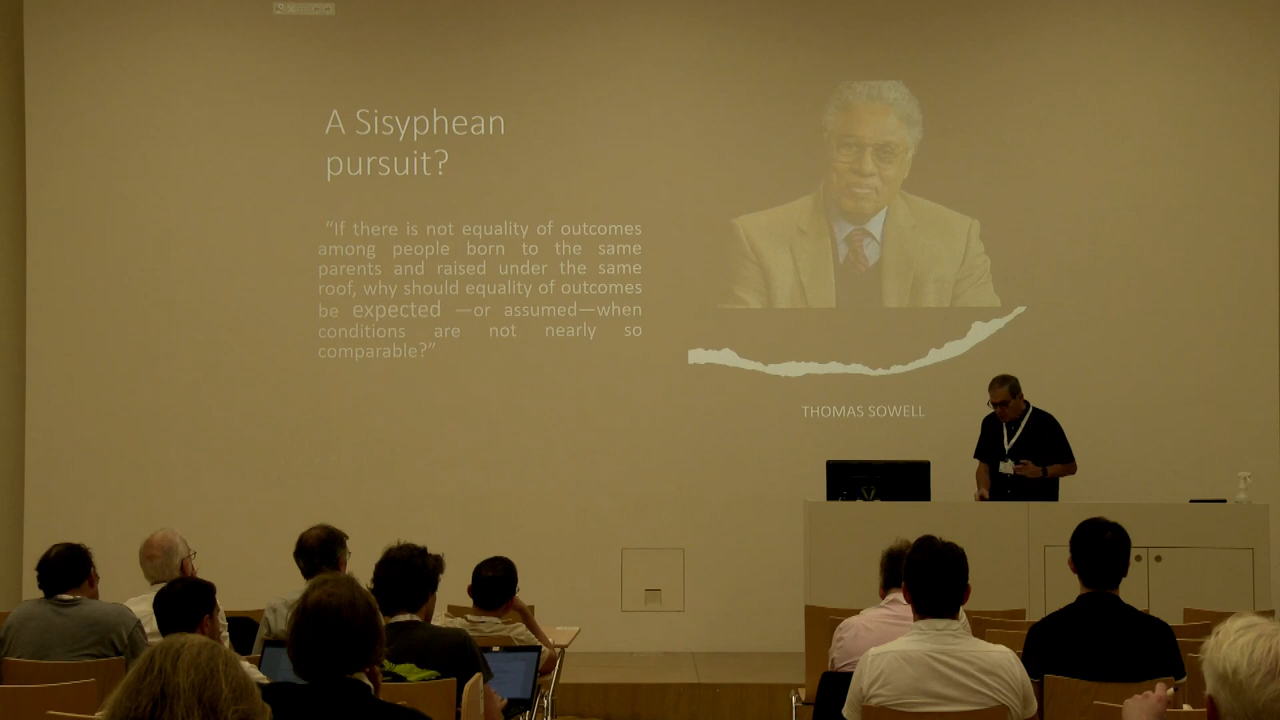 A Sisyphean
pursuit?
“If there is not equality of outcomes
among people born to the same
parents and raised under the same
roof, why should equality of outcomes
be expected —or assumed—when
conditions are not nearly so
comparable?”
THOMAS SOWELL